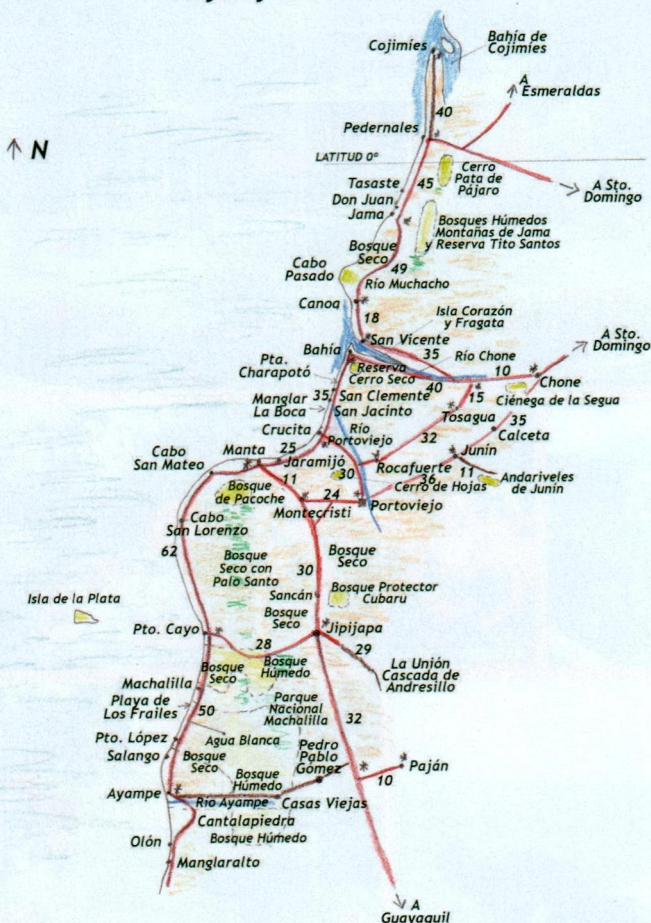 Cojimíes
Bahía de
Cojimíes
A
Esmeraldas
40
N
Pedernales
LATITUD 0°
Cerro
Pata de
Pájaro
45
A Sto.
Domingo
Tasaste
Don Juan
Jama
Bosques Húmedos
Montañas de Jama
y Reserva Tito Santos
Bosque
Seco
49
Cabo
Pasado
Río Muchacho
Canoa
18
Isla Corazón
y Fragata
San Vicente
A Sto.
Domingo
Bahía
35
Río Chone
10
Pta.
Charapotó
Reserva
Cerro Seco
40
Chone
15
Ciénega de la Segua
Manglar
La Boca
35
San Clemente
San Jacinto
Tosagua
35
Calceta
Crucita
Río
Portoviejo
32
Junín
Cabo
San Mateo
Manta
25
Jaramijó
30
Rocafuerte
11
Andariveles
de Junín
11
Bosque
de Pacoche
24
36
Cerro de Hojas
Montecristi
Portoviejo
Cabo
San Lorenzo
62
Bosque
Seco con
Palo Santo
30
Bosque
Seco
Sancán
Bosque Protector
Cubaru
Isla de la Plata
Bosque
Seco
Pto. Cayo
Jipijapa
28
29
Bosque
Seco
Bosque
Húmedo
La Unión
Cascada de
Andresillo
Machalilla
Playa de
Los Frailes
50
Parque
Nacional
Machalilla
32
Pto. López
Agua Blanca
Salango
Bosque
Seco
Pedro
Pablo
Gómez
Paján
10
Bosque
Húmedo
Ayampe
Río Ayampe
Casas Viejas
Cantalapiedra
Bosque Húmedo
Olón
Manglaralto
A
Guayaquil